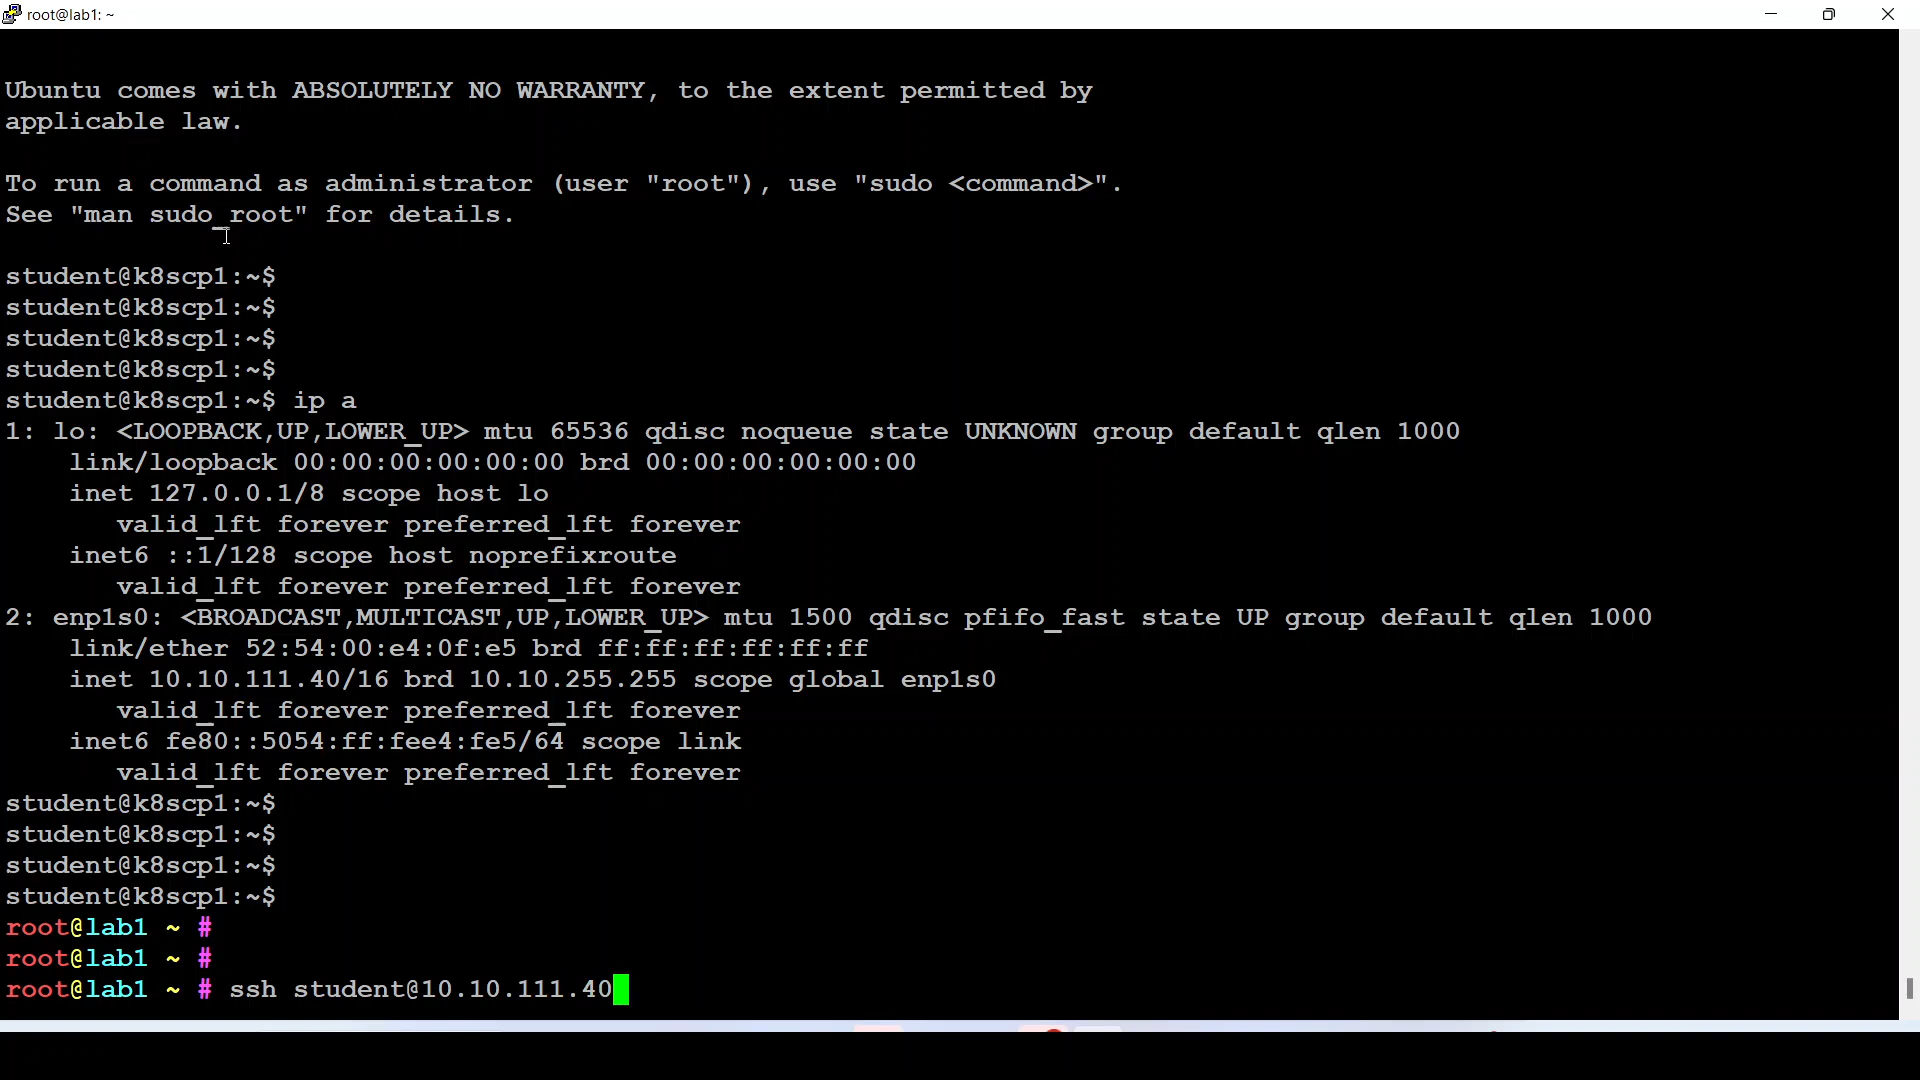 root@lab1: ~
Ubuntu comes with ABSOLUTELY NO WARRANTY, to the extent permitted by
applicable law.
To run a command as administrator (user "root"), use "sudo <command>".
See "man sudo_root" for details.
student@k8scp1:~$
student@k8scp1:~$
student@k8scp1:~$
student@k8scp1:~$
student@k8scp1:~$ ip a
1: lo: <LOOPBACK,UP,LOWER_UP> mtu 65536 qdisc noqueue state UNKNOWN group default qlen 1000
link/loopback 00:00:00:00:00:00 brd 00:00:00:00:00:00
inet 127.0.0.1/8 scope host lo
valid_lft forever preferred_lft forever
inet6 ::1/128 scope host noprefixroute
valid_lft forever preferred_lft forever
2: enp1s0: <BROADCAST,MULTICAST,UP,LOWER_UP> mtu 1500 qdisc pfifo_fast state UP group default qlen 1000
link/ether 52:54:00:e4:0f:e5 brd ff:ff:ff:ff:ff:ff
inet 10.10.111.40/16 brd 10.10.255.255 scope global enp1s0
valid_lft forever preferred_lft forever
inet6 fe80::5054:ff:fee4:fe5/64 scope link
valid_lft forever preferred_lft forever
student@k8scp1:~$
student@k8scp1:~$
student@k8scp1:~$
student@k8scp1:~$
root@lab1 ~ #
root@lab1 ~ #
root@lab1 ~ # ssh student@10.10.111.40